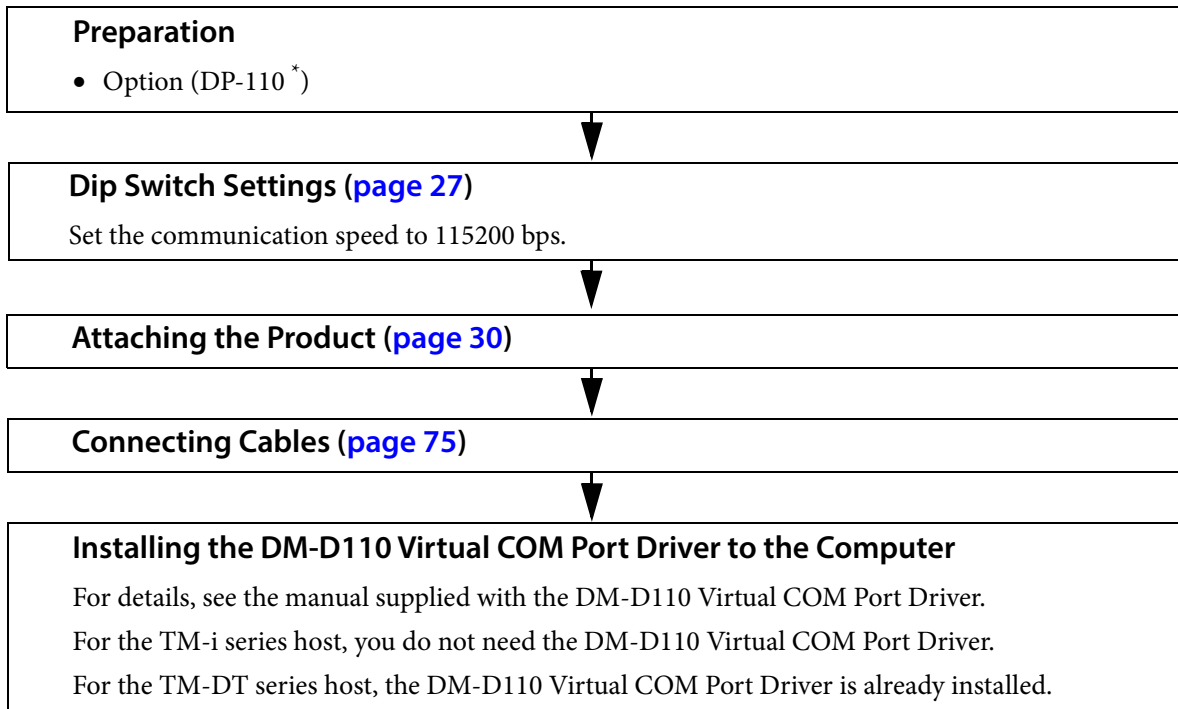 Preparation
• Option (DP-110 *)
Dip Switch Settings (page 27)
Set the communication speed to 115200 bps.
Attaching the Product (page 30)
Connecting Cables (page 75)
Installing the DM-D110 Virtual COM Port Driver to the Computer
For details, see the manual supplied with the DM-D110 Virtual COM Port Driver.
For the TM-i series host, you do not need the DM-D110 Virtual COM Port Driver.
For the TM-DT series host, the DM-D110 Virtual COM Port Driver is already installed.